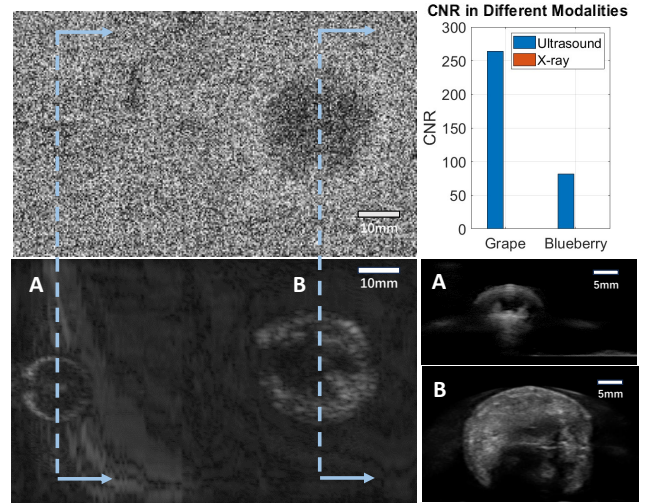 10mm
CNR in Different Modalities
300
250
200
150
100
50
0
CNR
Ultrasound
X-ray
Grape Blueberry
A
B
10mm
A
5mm
B
5mm